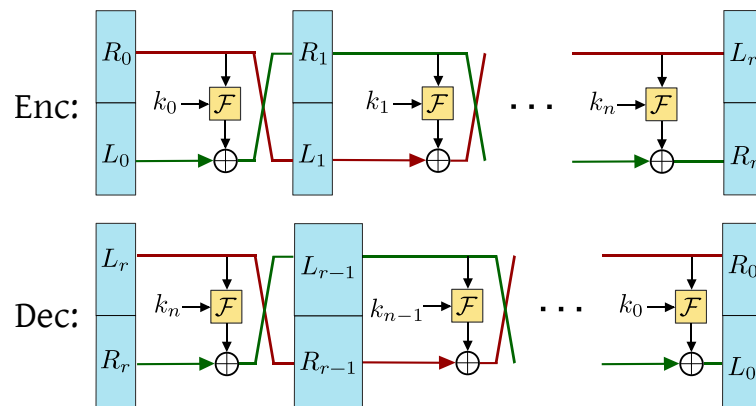 R₀ R₁ Lᵣ
k₀ 𝓕 k₁ 𝓕 kₙ 𝓕
Enc: · · ·
L₀ L₁ Rᵣ
Lᵣ Lᵣ₋₁ R₀
kₙ 𝓕 kₙ₋₁ 𝓕 k₀ 𝓕
Dec: · · ·
Rᵣ Rᵣ₋₁ L₀